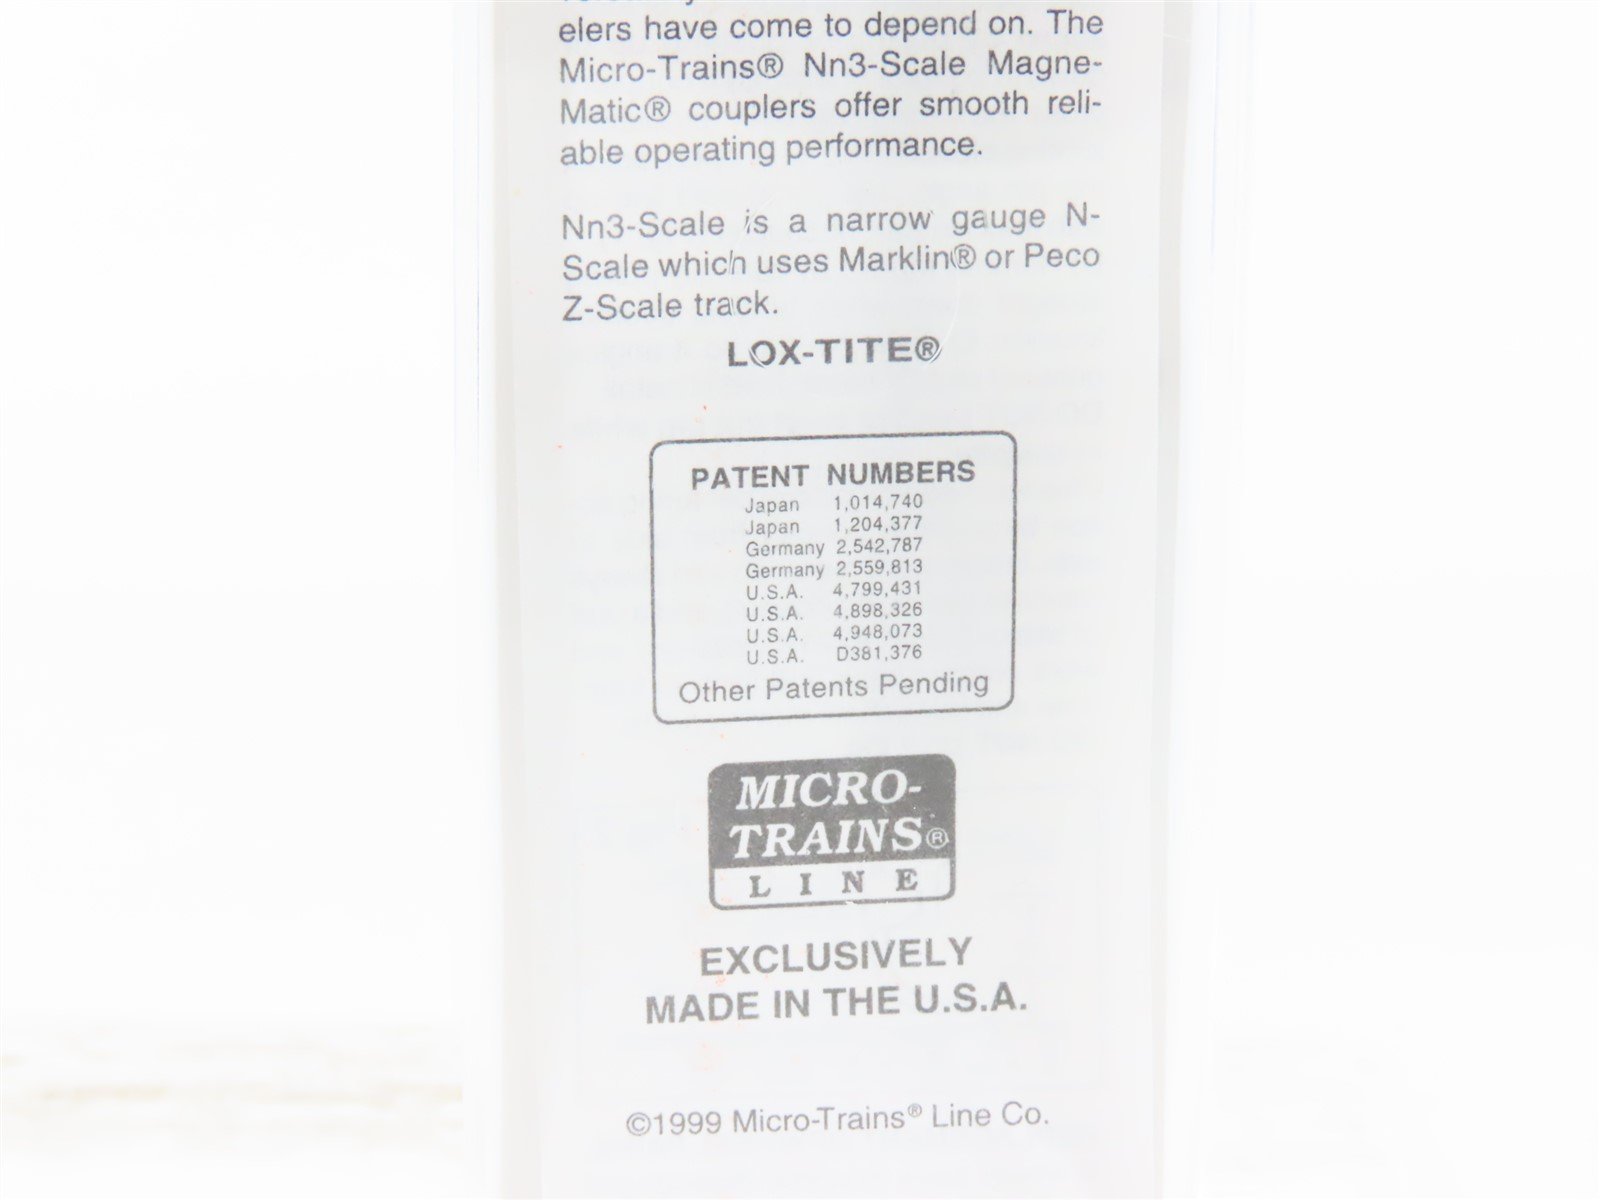 elers have come to depend on. The
Micro-Trains® Nn3-Scale Magne-
Matic® couplers offer smooth reli-
able operating performance.
Nn3-Scale is a narrow gauge N-
Scale which uses Marklin® or Peco
Z-Scale track.
LOX-TITE®
PATENT NUMBERS
Japan 1,014,740
Japan 1,204,377
Germany 2,542,787
Germany 2,559,813
U.S.A. 4,799,431
U.S.A. 4,898,326
U.S.A. 4,948,073
U.S.A. D381,376
Other Patents Pending
MICRO-
TRAINS®
LINE
EXCLUSIVELY
MADE IN THE U.S.A.
©1999 Micro-Trains® Line Co.